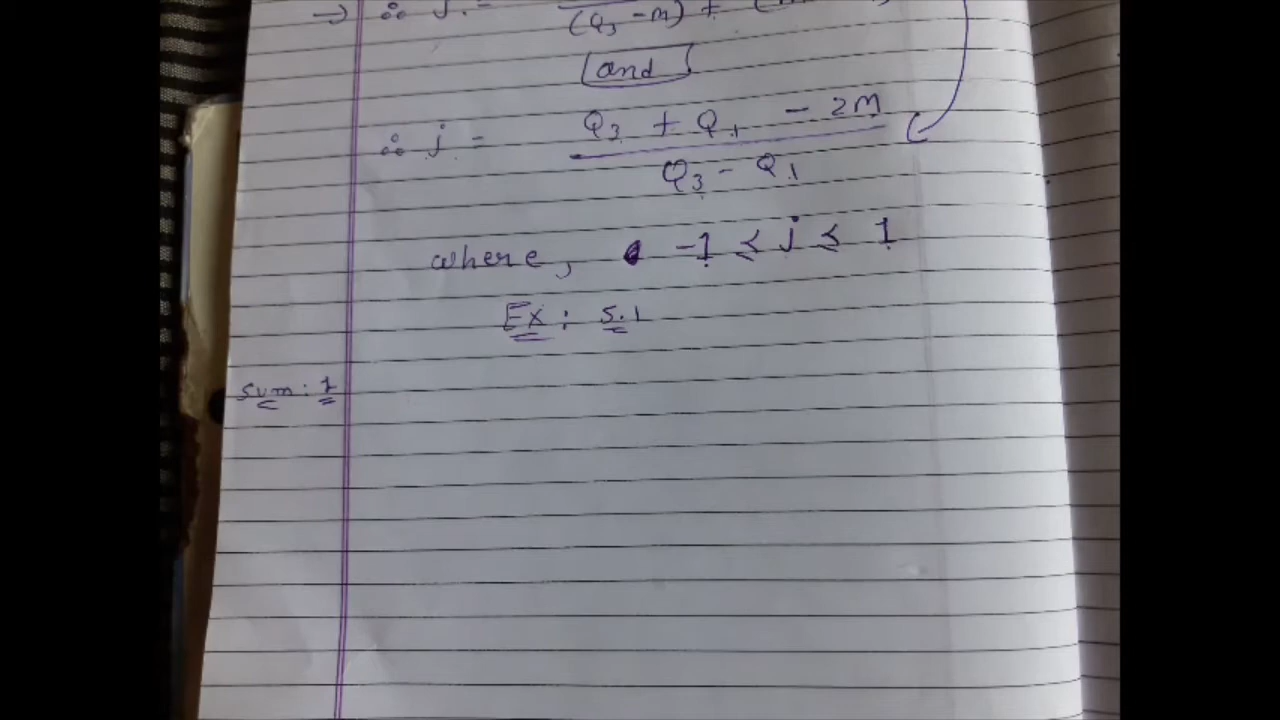 → ∴ j. =
(Q3 - m) + (m
and
∴ j. = Q3 + Q1 - 2M
Q3 - Q1
where, -1 ≤ j ≤ 1
Ex: 5.1
sum: 1